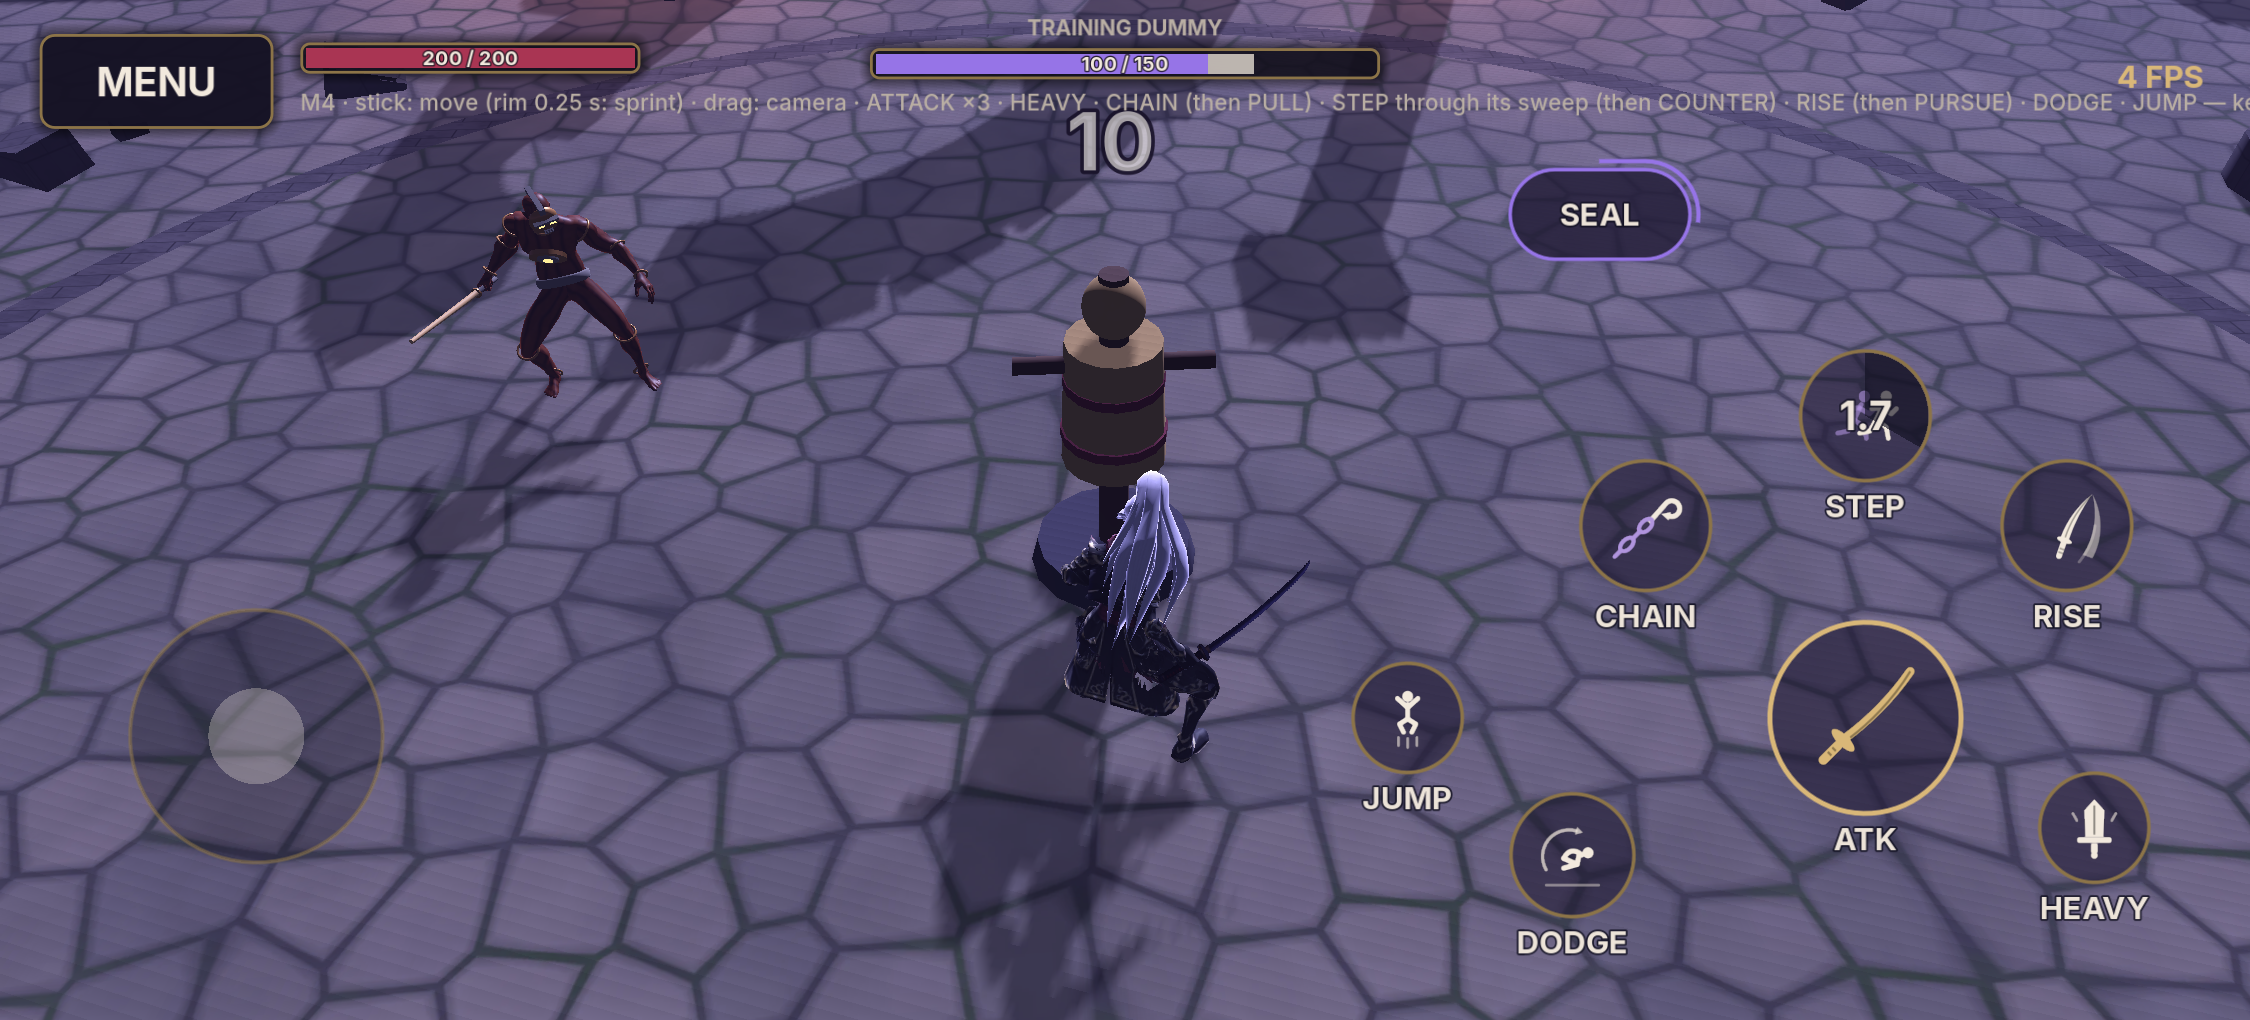 TRAINING DUMMY
MENU
200 / 200
100 / 150
4 FPS
M4 · stick: move (rim 0.25 s: sprint) · drag: camera · ATTACK ×3 · HEAVY · CHAIN (then PULL) · STEP through its sweep (then COUNTER) · RISE (then PURSUE) · DODGE · JUMP —
10
SEAL
1.7
STEP
CHAIN
RISE
JUMP
ATK
HEAVY
DODGE